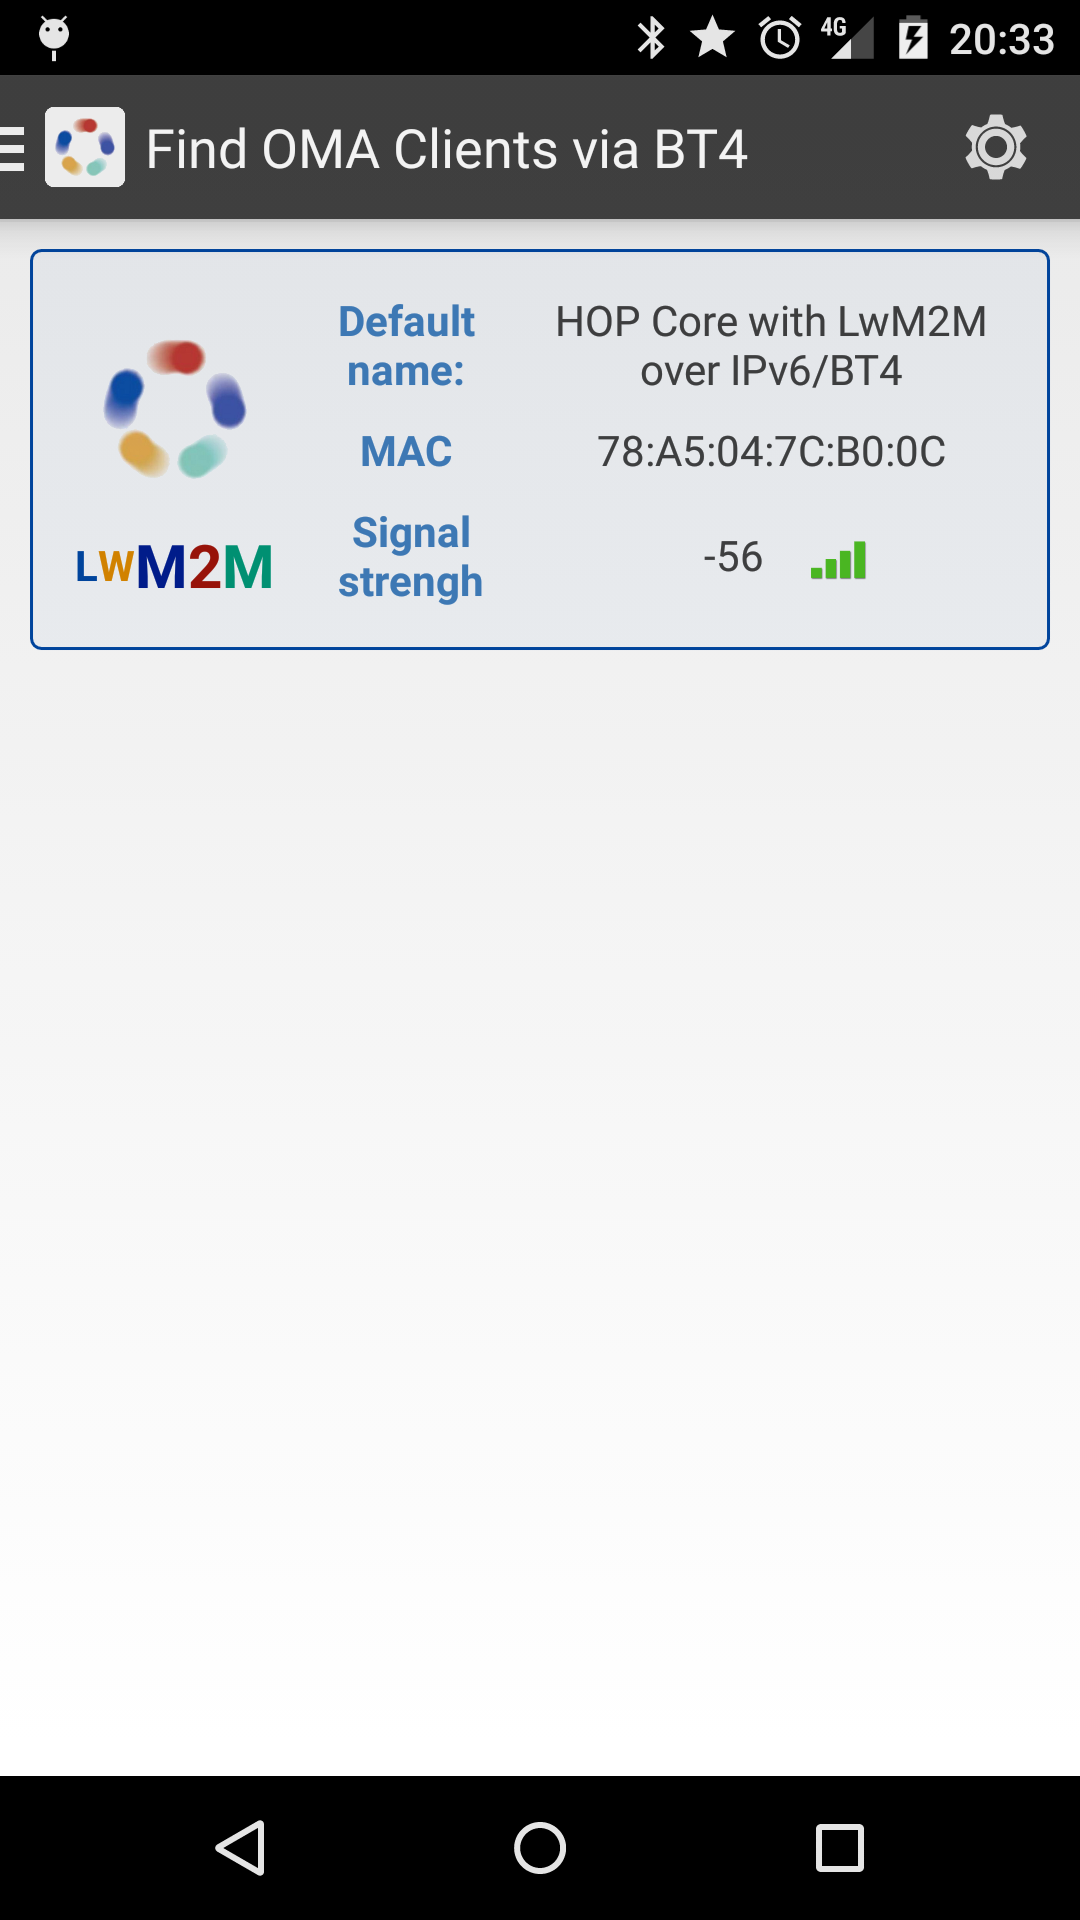 4G 20:33
Find OMA Clients via BT4
Default name: HOP Core with LwM2M over IPv6/BT4
MAC 78:A5:04:7C:B0:0C
Signal strengh -56
LWM2M